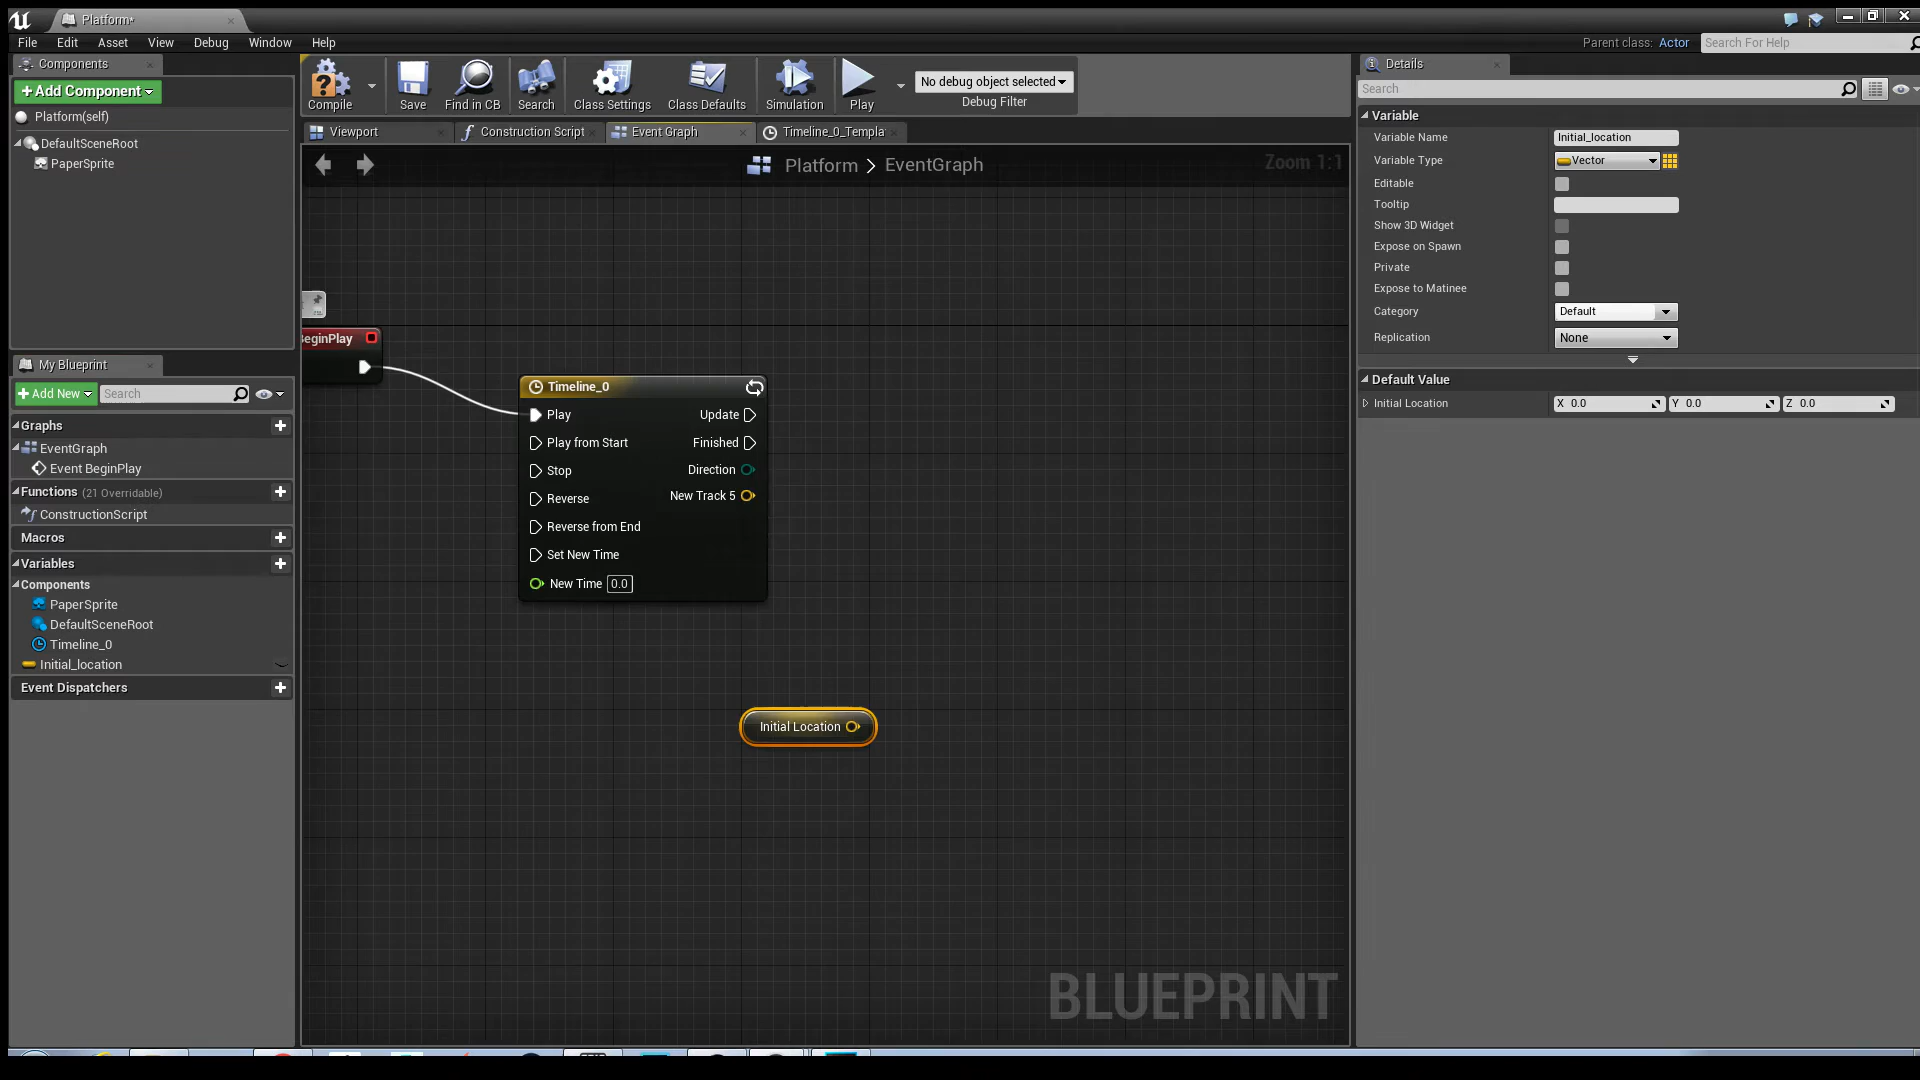 Platform*
File Edit Asset View Debug Window Help
Parent class: Actor
Search For Help
Components
+Add Component
Platform(self)
DefaultSceneRoot
PaperSprite
Compile
Save
Find in CB
Search
Class Settings
Class Defaults
Simulation
Play
No debug object selected
Debug Filter
Viewport
Construction Script
Event Graph
Timeline_0_Templa
Platform > EventGraph
Zoom 1:1
BeginPlay
Timeline_0
Play
Update
Play from Start
Finished
Stop
Direction
Reverse
New Track 5
Reverse from End
Set New Time
New Time 0.0
Initial Location
BLUEPRINT
My Blueprint
+Add New
Search
Graphs
EventGraph
Event BeginPlay
Functions (21 Overridable)
ConstructionScript
Macros
Variables
Components
PaperSprite
DefaultSceneRoot
Timeline_0
Initial_location
Event Dispatchers
Details
Search
Variable
Variable Name Initial_location
Variable Type Vector
Editable
Tooltip
Show 3D Widget
Expose on Spawn
Private
Expose to Matinee
Category Default
Replication None
Default Value
Initial Location X 0.0 Y 0.0 Z 0.0